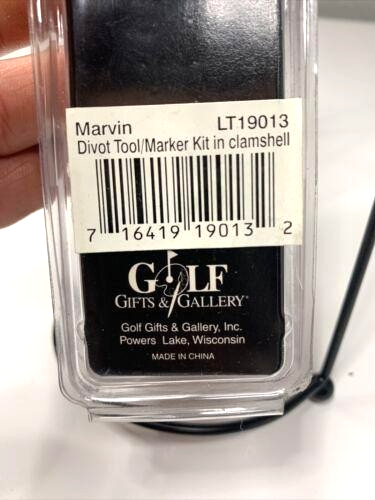 Marvin LT19013
Divot Tool/Marker Kit in clamshell
7 16419 19013 2
GOLF
GIFTS & GALLERY®
Golf Gifts & Gallery, Inc.
Powers Lake, Wisconsin
MADE IN CHINA